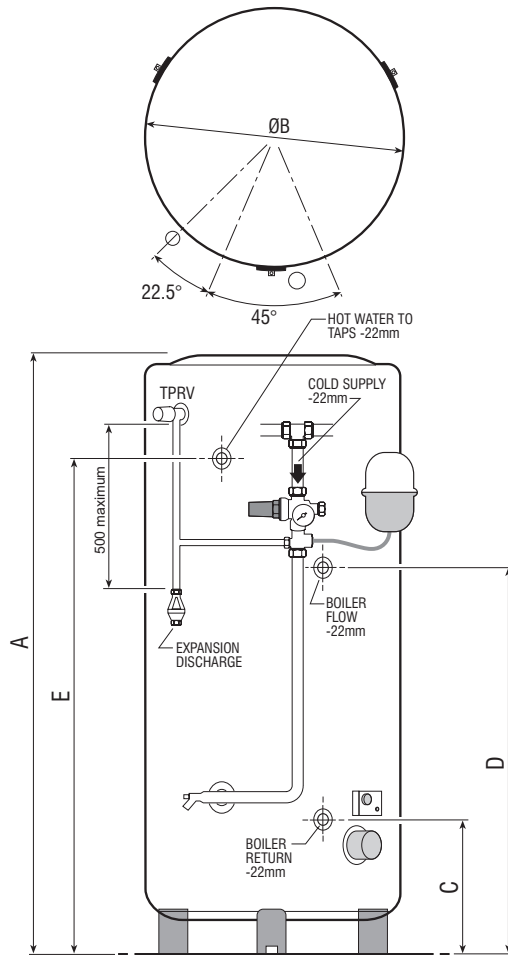 ØB
22.5°
45°
HOT WATER TO
TAPS -22mm
TPRV
COLD SUPPLY
-22mm
500 maximum
BOILER
FLOW
-22mm
EXPANSION
DISCHARGE
A
E
D
BOILER
RETURN
-22mm
C